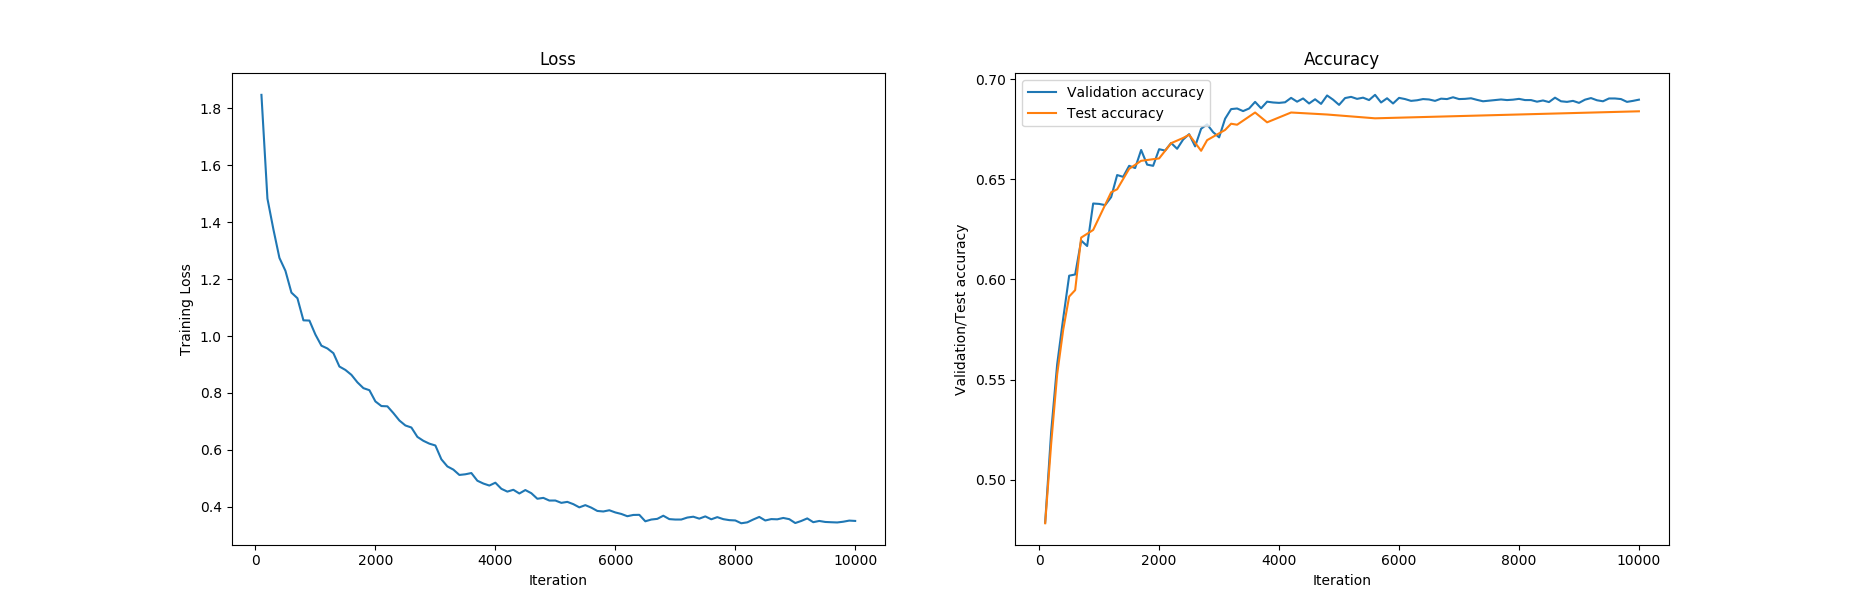 Loss
1.8
1.6
1.4
1.2
1.0
0.8
0.6
0.4
Training Loss
0 2000 4000 6000 8000 10000
Iteration
Accuracy
Validation accuracy
Test accuracy
0.70
0.65
0.60
0.55
0.50
Validation/Test accuracy
0 2000 4000 6000 8000 10000
Iteration